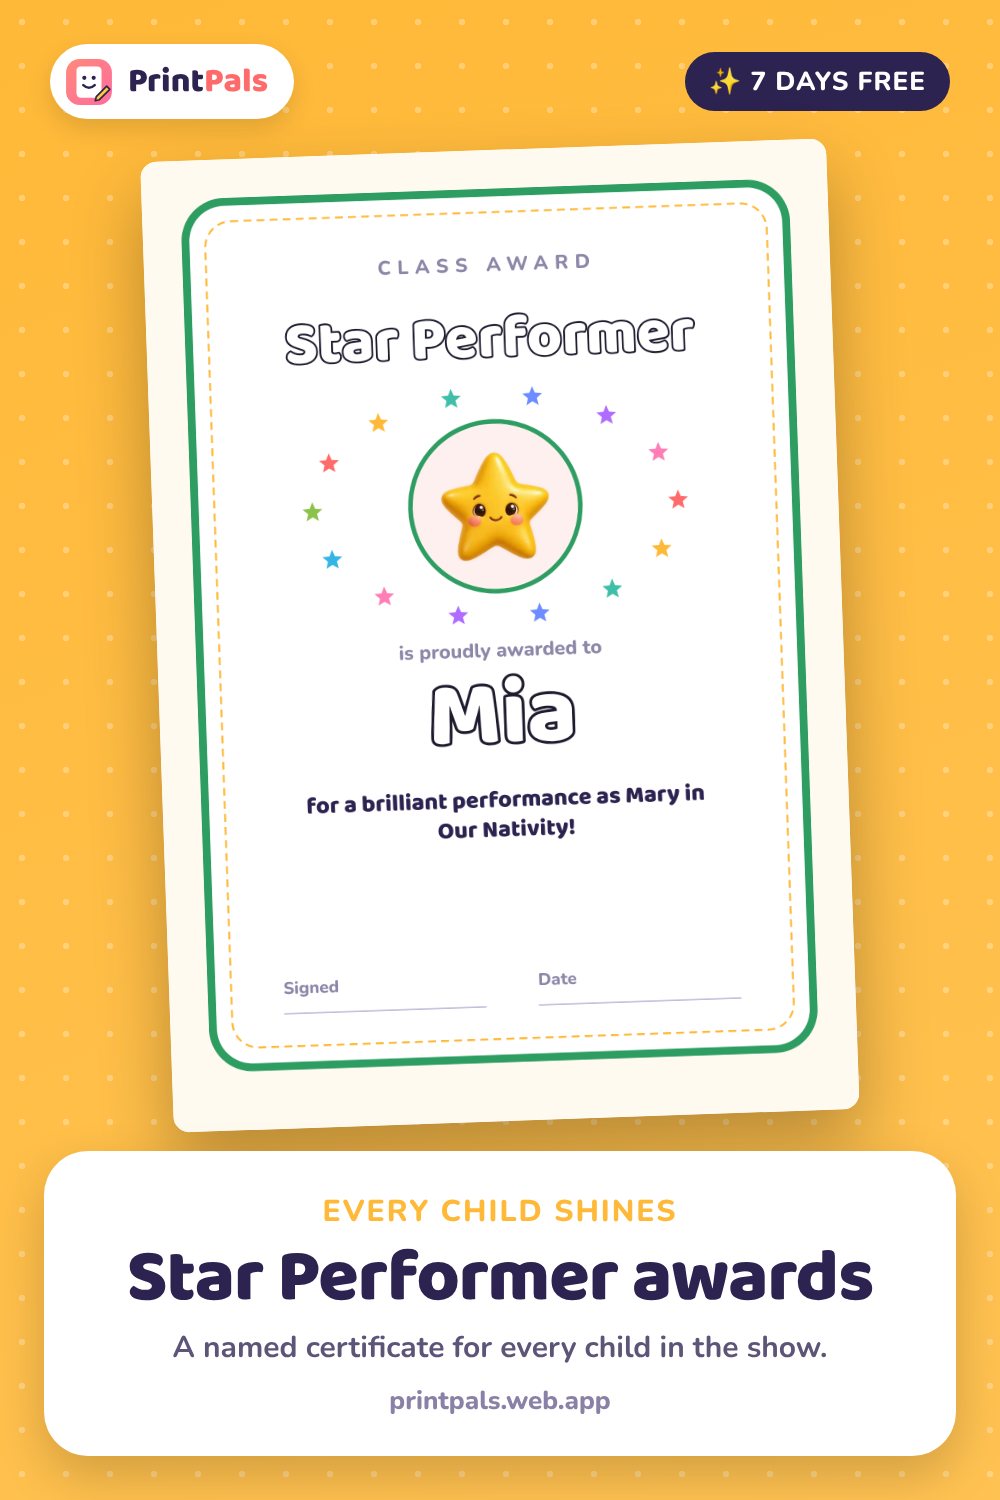 PrintPals
✨ 7 DAYS FREE
CLASS AWARD
Star Performer
is proudly awarded to
Mia
for a brilliant performance as Mary in
Our Nativity!
Signed
Date
EVERY CHILD SHINES
Star Performer awards
A named certificate for every child in the show.
printpals.web.app